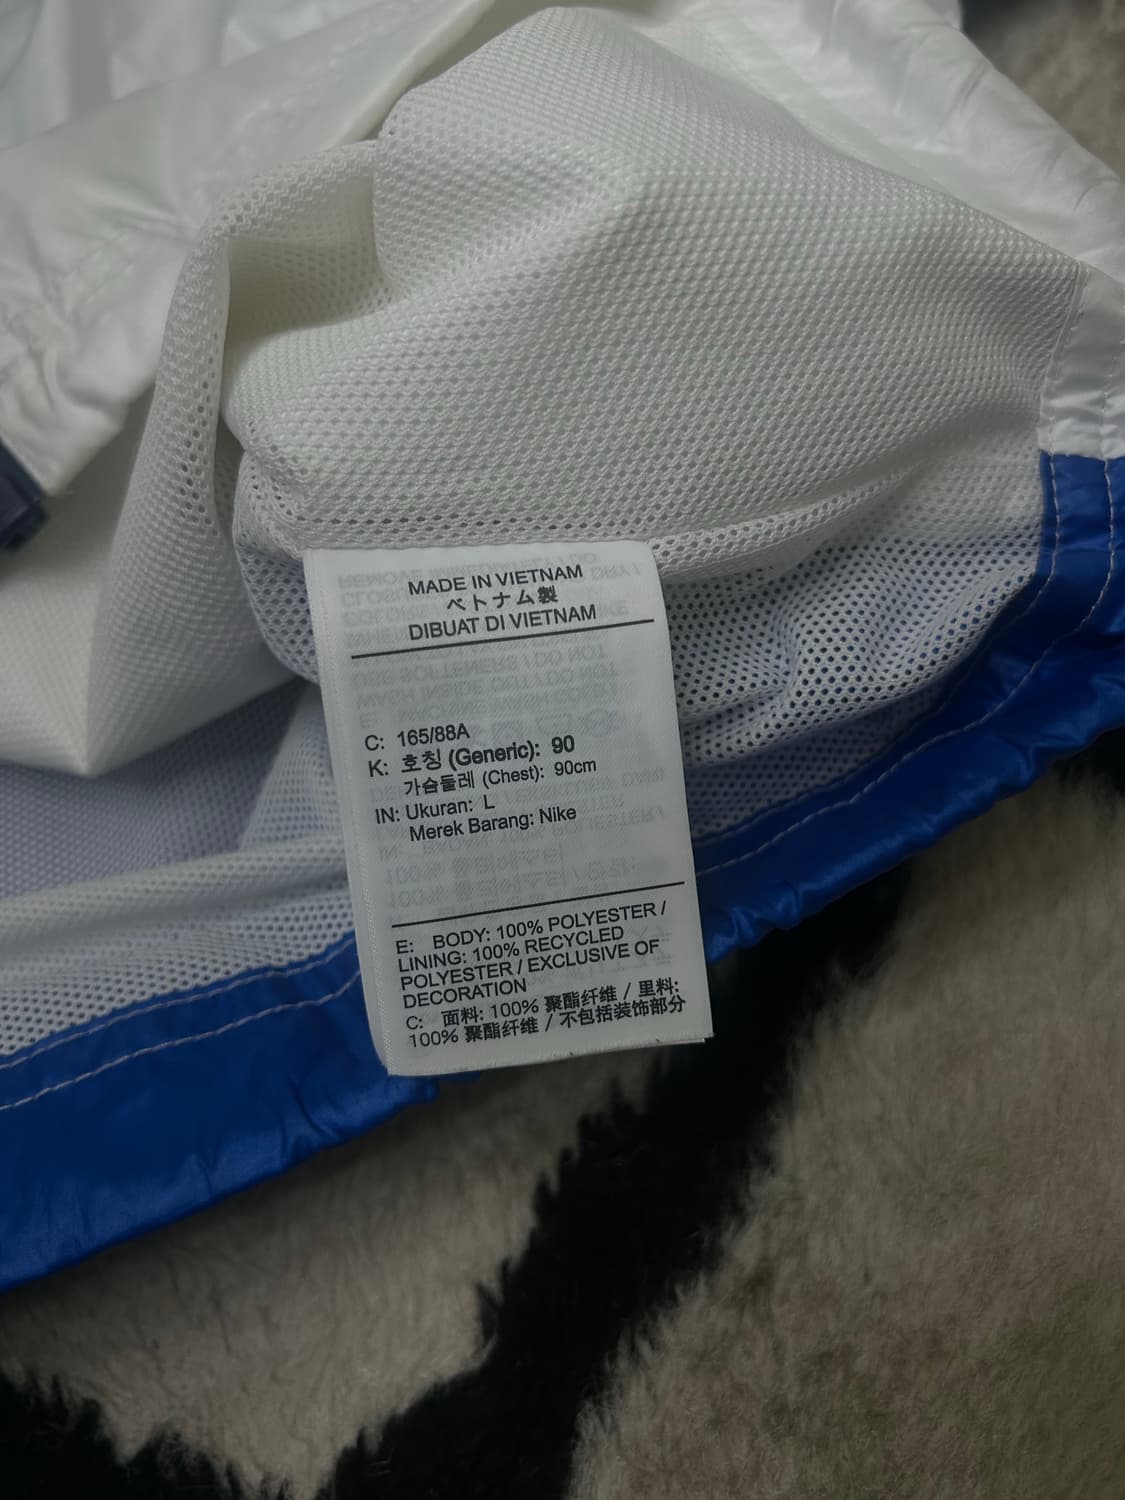 MADE IN VIETNAM
ベトナム製
DIBUAT DI VIETNAM
C: 165/88A
K: 호칭 (Generic): 90
가슴둘레 (Chest): 90cm
IN: Ukuran: L
Merek Barang: Nike
E: BODY: 100% POLYESTER /
LINING: 100% RECYCLED
POLYESTER / EXCLUSIVE OF
DECORATION
C: 面料: 100% 聚酯纤维 / 里料:
100% 聚酯纤维 / 不包括装饰部分